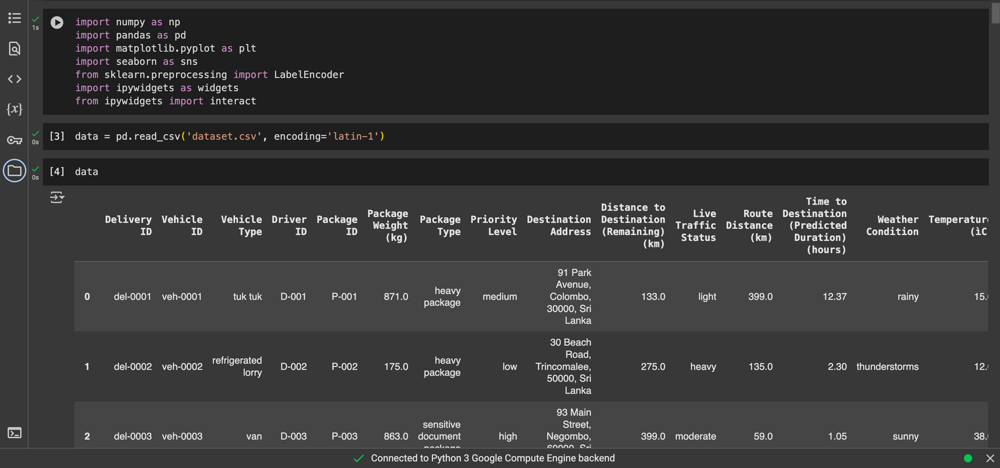 1s
import numpy as np
import pandas as pd
import matplotlib.pyplot as plt
import seaborn as sns
from sklearn.preprocessing import LabelEncoder
import ipywidgets as widgets
from ipywidgets import interact
{x}
0s
[3] data = pd.read_csv('dataset.csv', encoding='latin-1')
0s
[4] data
Delivery ID Vehicle ID Vehicle Type Driver ID Package ID Package Weight (kg) Package Type Priority Level Destination Address Distance to Destination (Remaining) (km) Live Traffic Status Route Distance (km) Time to Destination (Predicted Duration) (hours) Weather Condition Temperature (ìC
0 del-0001 veh-0001 tuk tuk D-001 P-001 871.0 heavy package medium 91 Park Avenue, Colombo, 30000, Sri Lanka 133.0 light 399.0 12.37 rainy 15.
1 del-0002 veh-0002 refrigerated lorry D-002 P-002 175.0 heavy package low 30 Beach Road, Trincomalee, 50000, Sri Lanka 275.0 heavy 135.0 2.30 thunderstorms 12.
2 del-0003 veh-0003 van D-003 P-003 863.0 sensitive document package high 93 Main Street, Negombo, 60000, Sri 399.0 moderate 59.0 1.05 sunny 38.
Connected to Python 3 Google Compute Engine backend